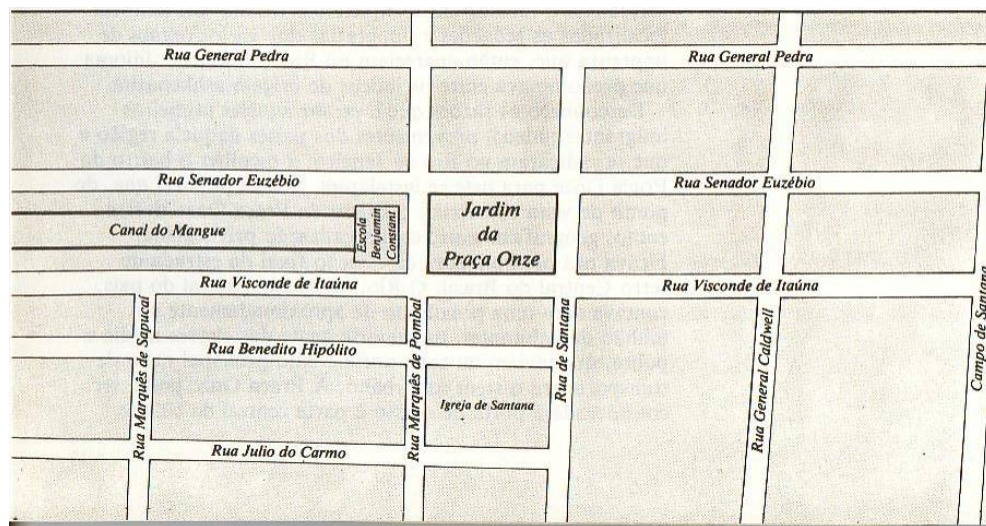 Rua General Pedra
Rua General Pedra
Rua Senador Euzébio
Rua Senador Euzébio
Canal do Mangue
Escola
Benjamin
Constant
Jardim
da
Praça Onze
Rua Visconde de Itaúna
Rua Visconde de Itaúna
Rua Marquês de Sapucaí
Rua Benedito Hipólito
Rua Marquês de Pombal
Rua de Santana
Igreja de Santana
Rua General Caldwell
Campo de Santana
Rua Julio do Carmo